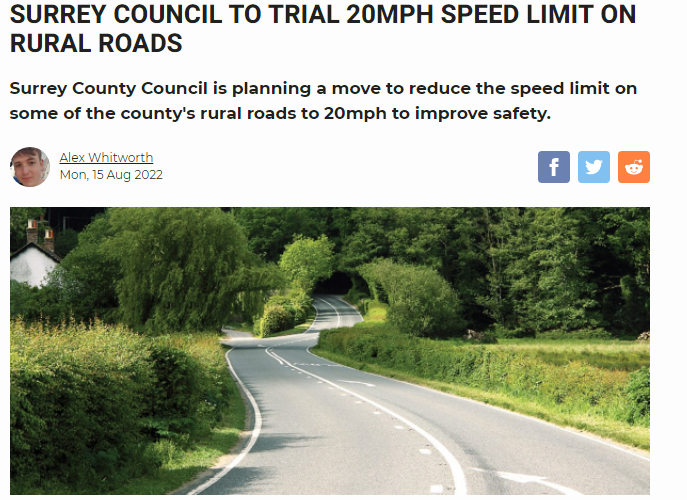 SURREY COUNCIL TO TRIAL 20MPH SPEED LIMIT ON
RURAL ROADS
Surrey County Council is planning a move to reduce the speed limit on
some of the county's rural roads to 20mph to improve safety.
Alex Whitworth
Mon, 15 Aug 2022